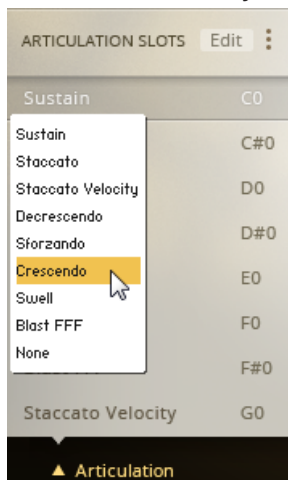 ARTICULATION SLOTS Edit
Sustain C0
Sustain
Staccato C#0
Staccato Velocity D0
Decrescendo
Sforzando D#0
Crescendo E0
Swell
Blast FFF F0
None F#0
Staccato Velocity G0
▲ Articulation